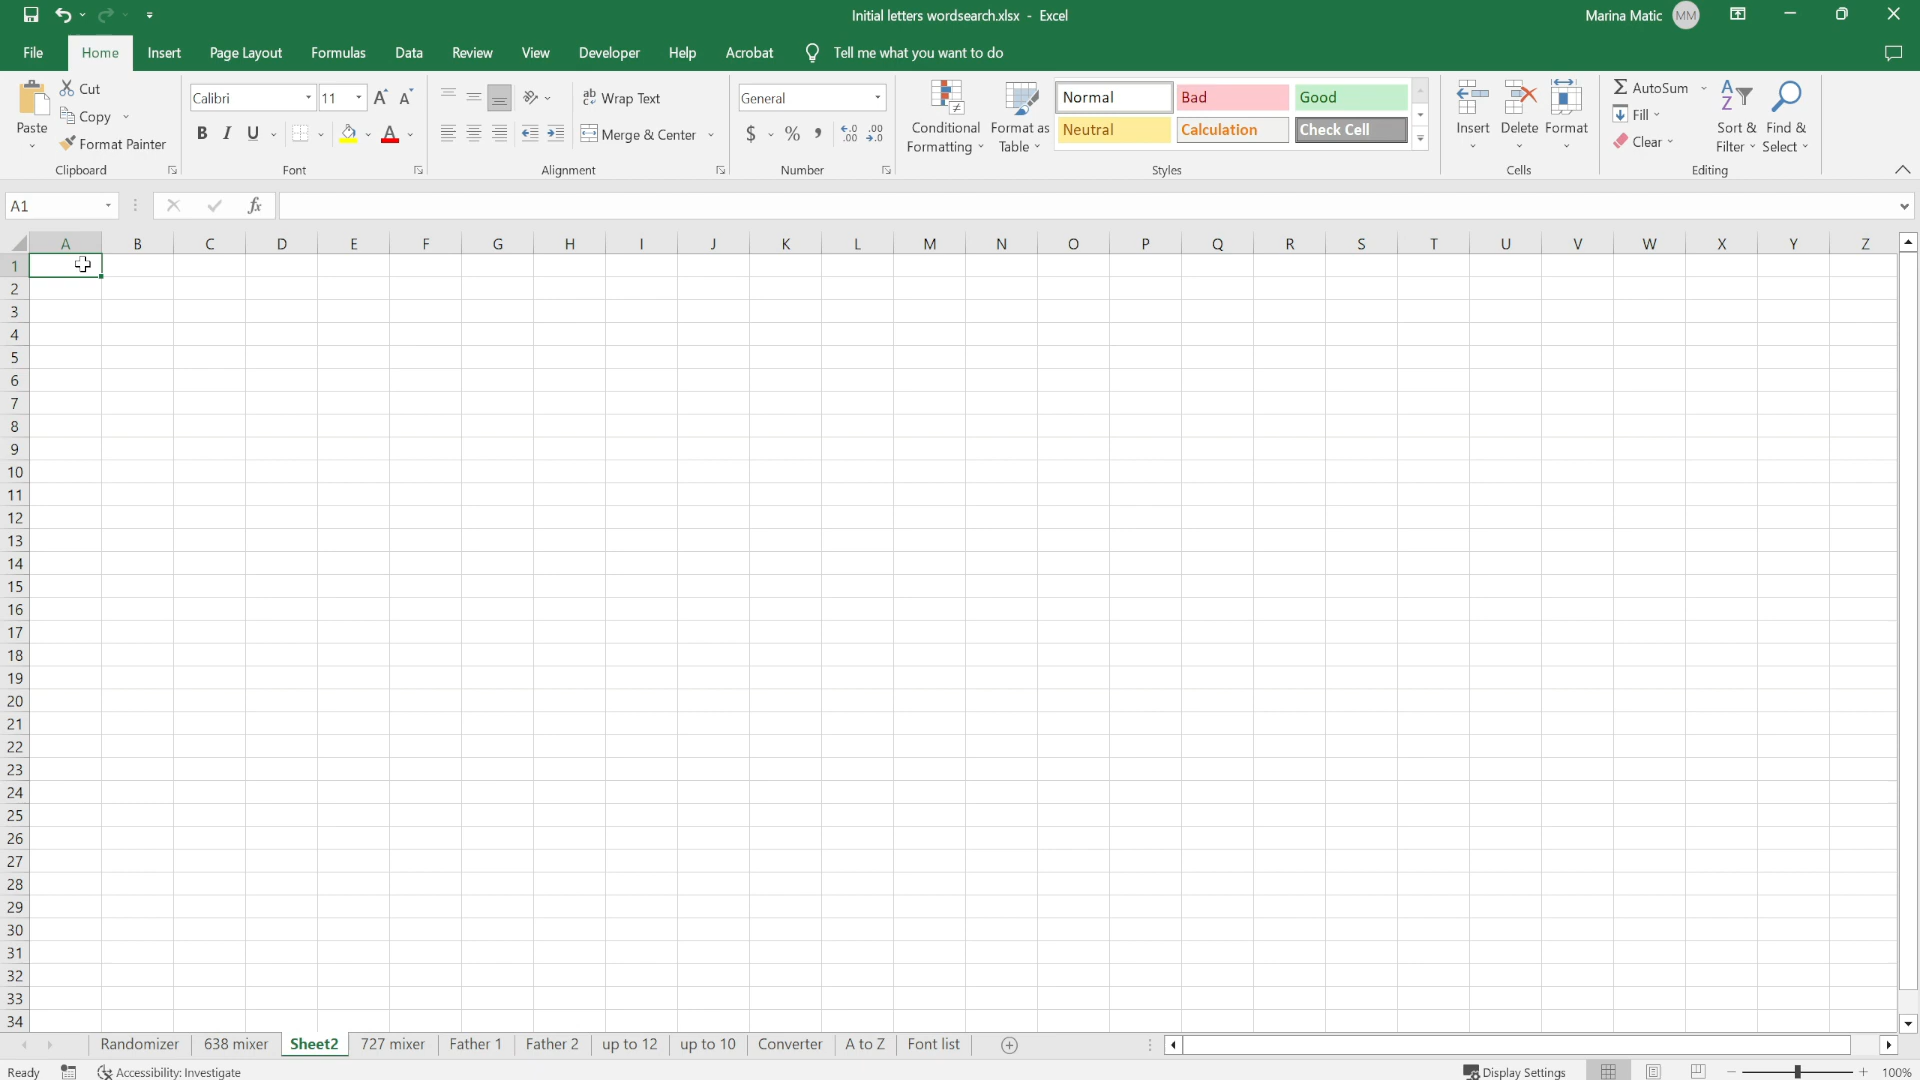 Initial letters wordsearch.xlsx - Excel
Marina Matic MM
File Home Insert Page Layout Formulas Data Review View Developer Help Acrobat Tell me what you want to do
Paste
Cut
Copy
Format Painter
Clipboard
Calibri 11
B I U
Font
Wrap Text
Merge & Center
Alignment
General
$ % ,
Number
Conditional Formatting
Format as Table
Normal Bad Good
Neutral Calculation Check Cell
Styles
Insert Delete Format
Cells
AutoSum
Fill
Clear
Sort & Filter
Find & Select
Editing
A1 fx
A B C D E F G H I J K L M N O P Q R S T U V W X Y Z
1
2
3
4
5
6
7
8
9
10
11
12
13
14
15
16
17
18
19
20
21
22
23
24
25
26
27
28
29
30
31
32
33
34
Randomizer 638 mixer Sheet2 727 mixer Father 1 Father 2 up to 12 up to 10 Converter A to Z Font list
Ready Accessibility: Investigate Display Settings 100%